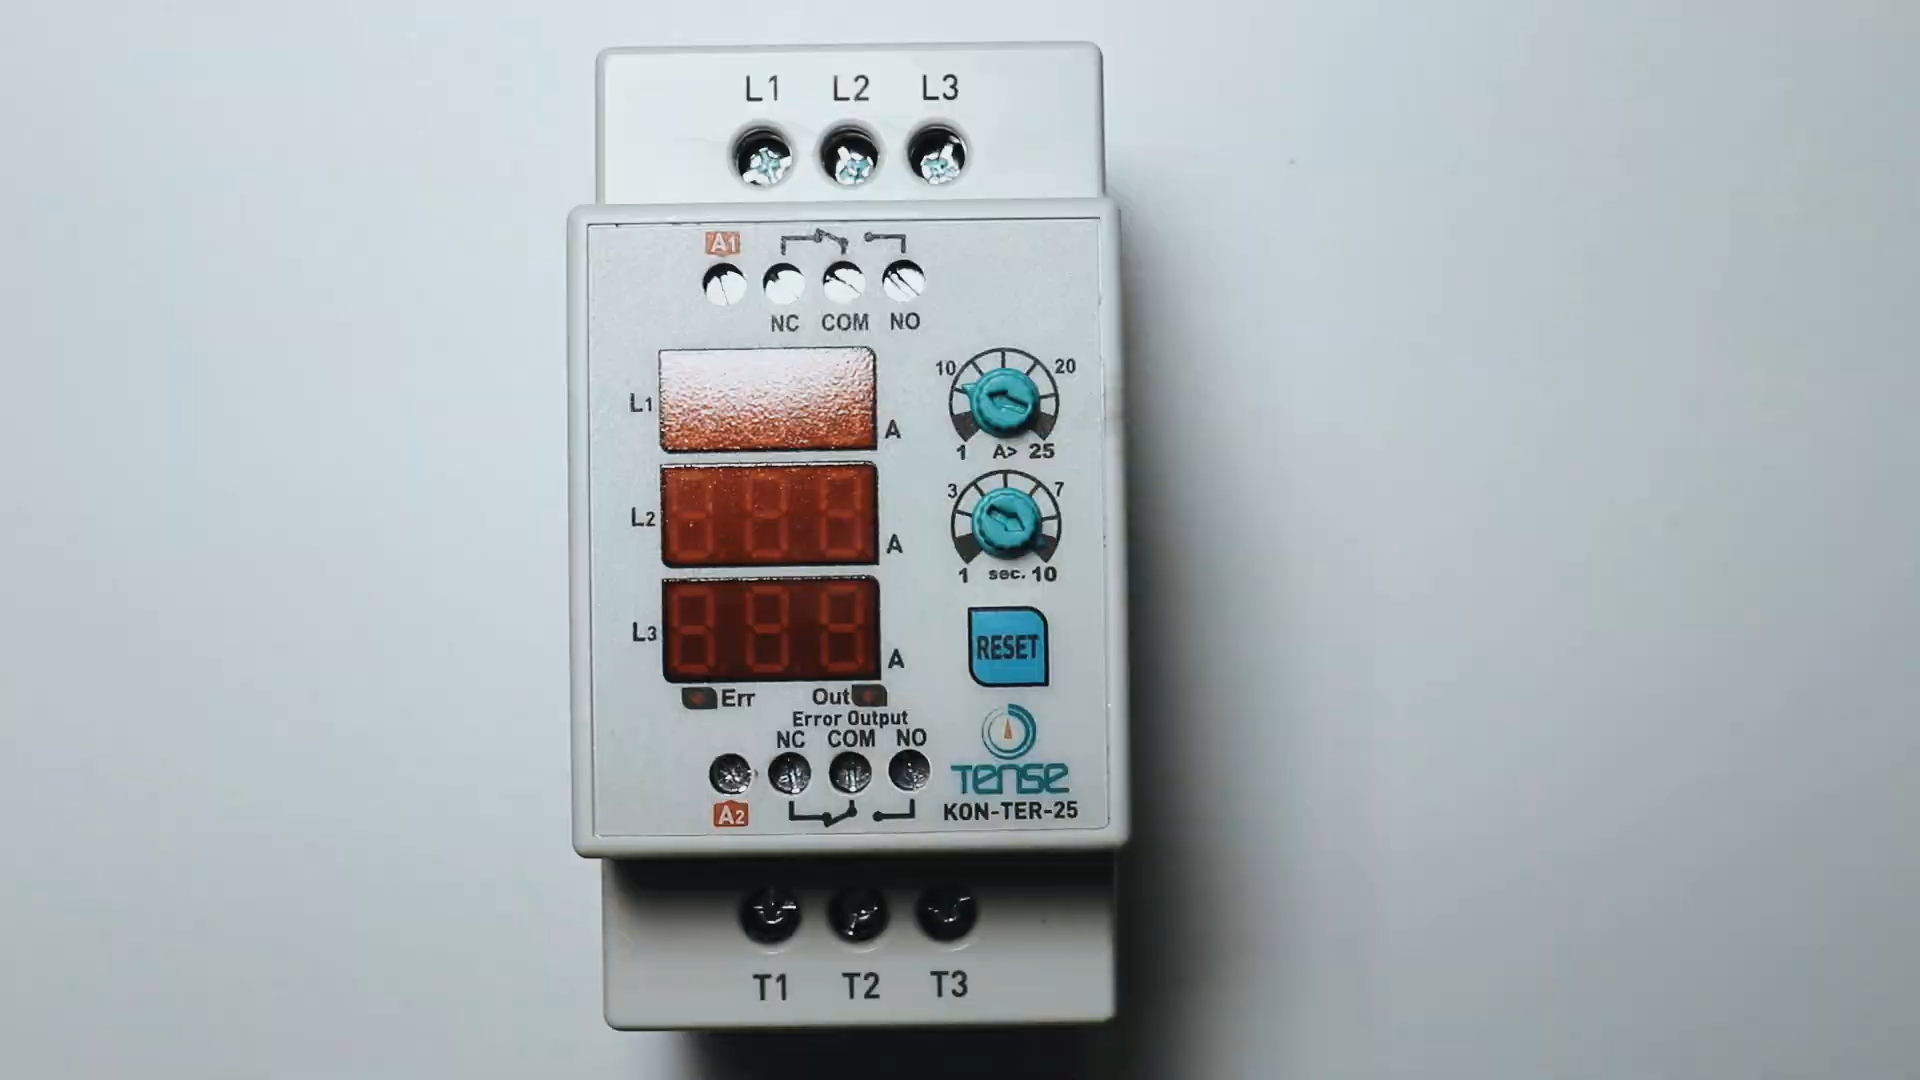 L1 L2 L3
A1
NC COM NO
L1 A
10 20
1 A> 25
L2 A
3 7
1 sec. 10
L3 A
RESET
Err Out
Error Output
NC COM NO
TENSE
A2
KON-TER-25
T1 T2 T3